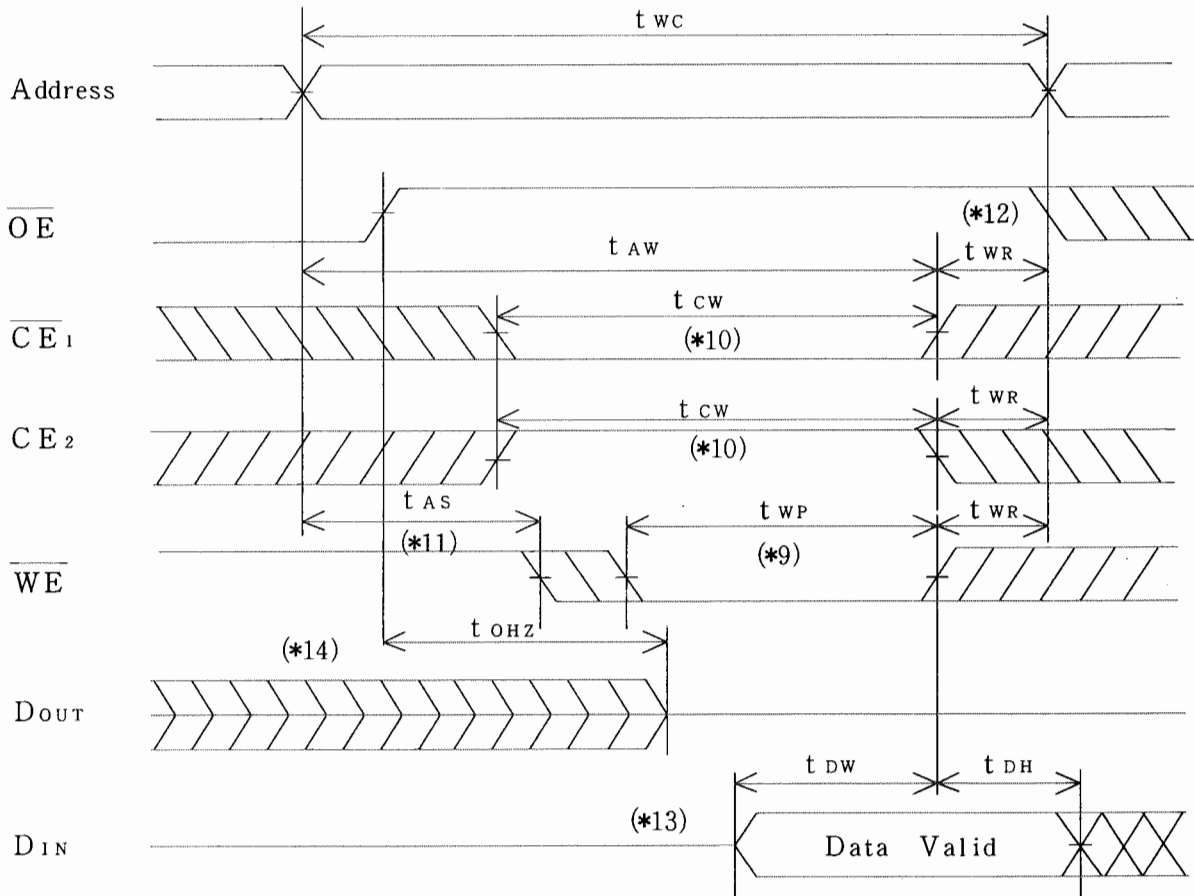 t WC
Address
OE
(*12)
t AW
t WR
t CW
CE1
(*10)
t CW
t WR
CE2
(*10)
t AS
t WP
t WR
(*11)
(*9)
WE
t OHZ
(*14)
DOUT
t DW
t DH
(*13)
DIN
Data Valid